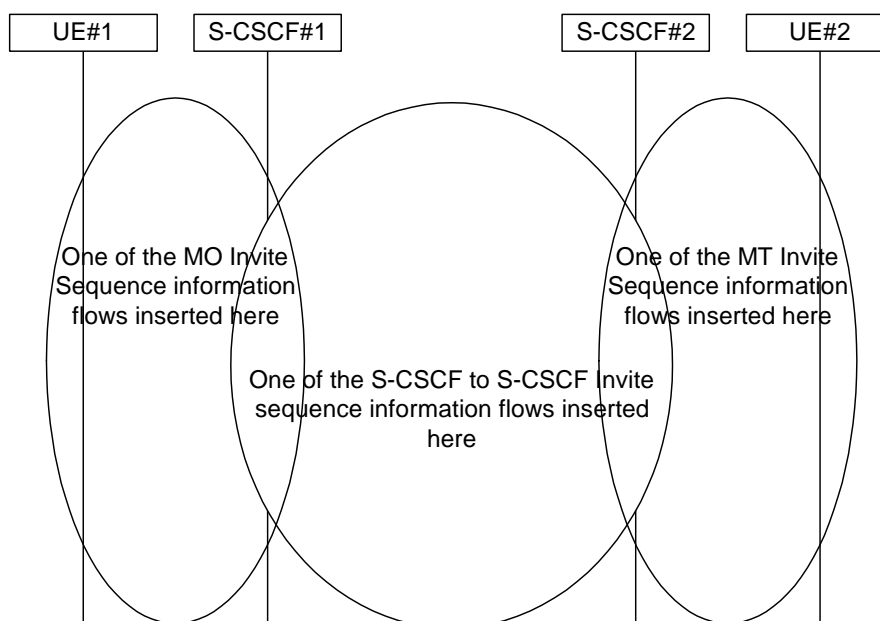 UE#1
S-CSCF#1
S-CSCF#2
UE#2
One of the MO Invite
Sequence information
flows inserted here
One of the MT Invite
Sequence information
flows inserted here
One of the S-CSCF to S-CSCF Invite
sequence information flows inserted
here